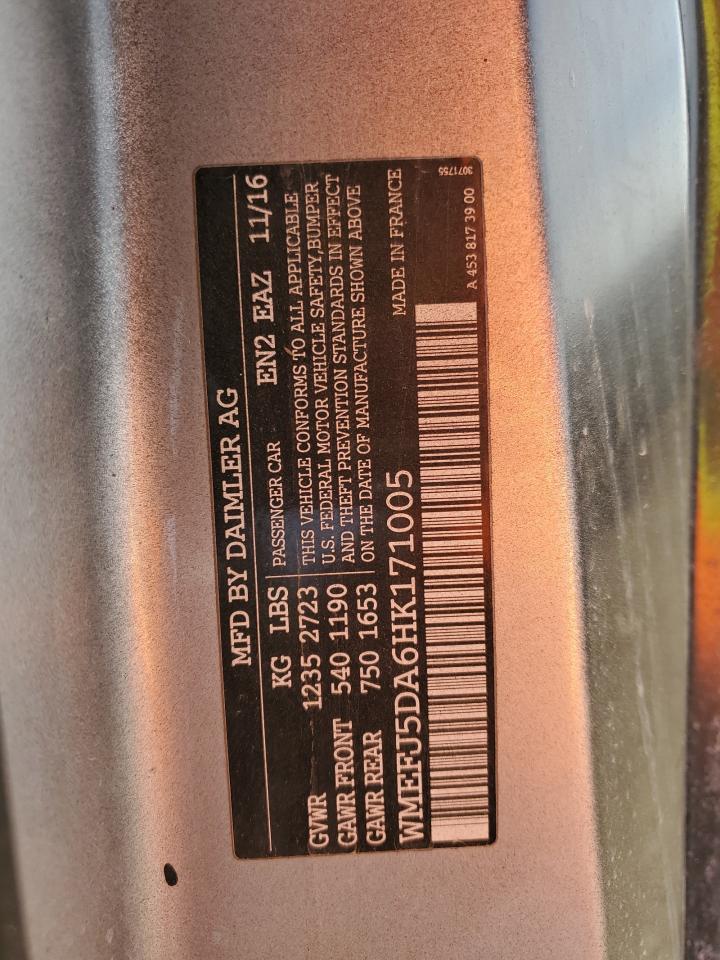 MFD BY DAIMLER AG
KG LBS PASSENGER CAR EN2 EAZ 11/16
GVWR 1235 2723 THIS VEHICLE CONFORMS TO ALL APPLICABLE
GAWR FRONT 540 1190 U.S. FEDERAL MOTOR VEHICLE SAFETY,BUMPER
AND THEFT PREVENTION STANDARDS IN EFFECT
GAWR REAR 750 1653 ON THE DATE OF MANUFACTURE SHOWN ABOVE
WMEFJ5DA6HK171005 MADE IN FRANCE
A 453 817 39 00
3071755